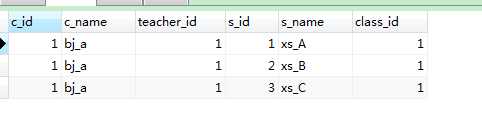 c_id c_name teacher_id s_id s_name class_id
1 bj_a 1 1 xs_A 1
1 bj_a 1 2 xs_B 1
1 bj_a 1 3 xs_C 1